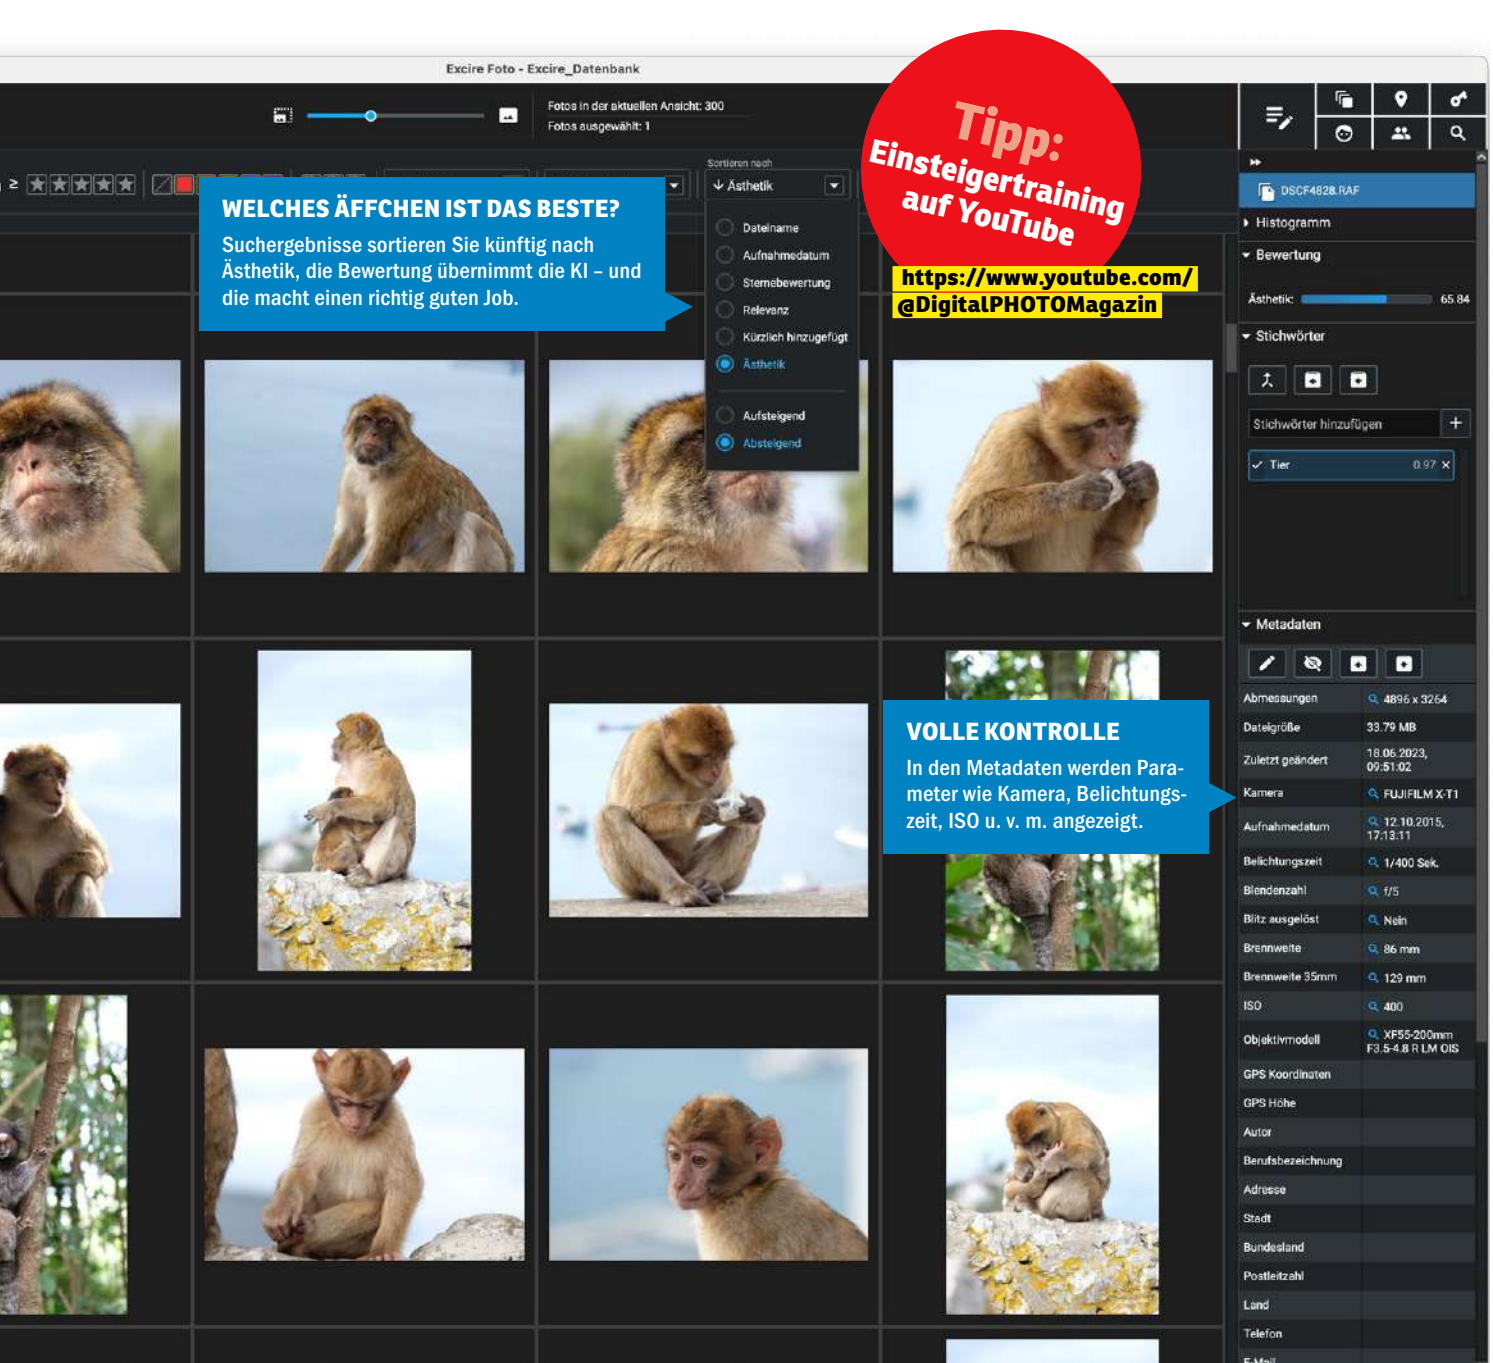 Excire Foto - Excire_Datenbank
Fotos in der aktuellen Ansicht: 300
Fotos ausgewählt: 1
Tipp:
Einsteigertraining
auf YouTube
https://www.youtube.com/
@DigitalPHOTOMagazin
≥
WELCHES ÄFFCHEN IST DAS BESTE?
Suchergebnisse sortieren Sie künftig nach
Ästhetik, die Bewertung übernimmt die KI – und
die macht einen richtig guten Job.
Sortieren nach
Ästhetik
Dateiname
Aufnahmedatum
Sternebewertung
Relevanz
Kürzlich hinzugefügt
Ästhetik
Aufsteigend
Absteigend
DSCF4828.RAF
Histogramm
Bewertung
Ästhetik: 65.84
Stichwörter
Stichwörter hinzufügen
Tier 0.97
VOLLE KONTROLLE
In den Metadaten werden Para-
meter wie Kamera, Belichtungs-
zeit, ISO u. v. m. angezeigt.
Metadaten
Abmessungen 4896 x 3264
Dateigröße 33.79 MB
Zuletzt geändert 18.06.2023,
09:51:02
Kamera FUJIFILM X-T1
Aufnahmedatum 12.10.2015,
17:13:11
Belichtungszeit 1/400 Sek.
Blendenzahl f/5
Blitz ausgelöst Nein
Brennweite 86 mm
Brennweite 35mm 129 mm
ISO 400
Objektivmodell XF55-200mm
F3.5-4.8 R LM OIS
GPS Koordinaten
GPS Höhe
Autor
Berufsbezeichnung
Adresse
Stadt
Bundesland
Postleitzahl
Land
Telefon
E-Mail